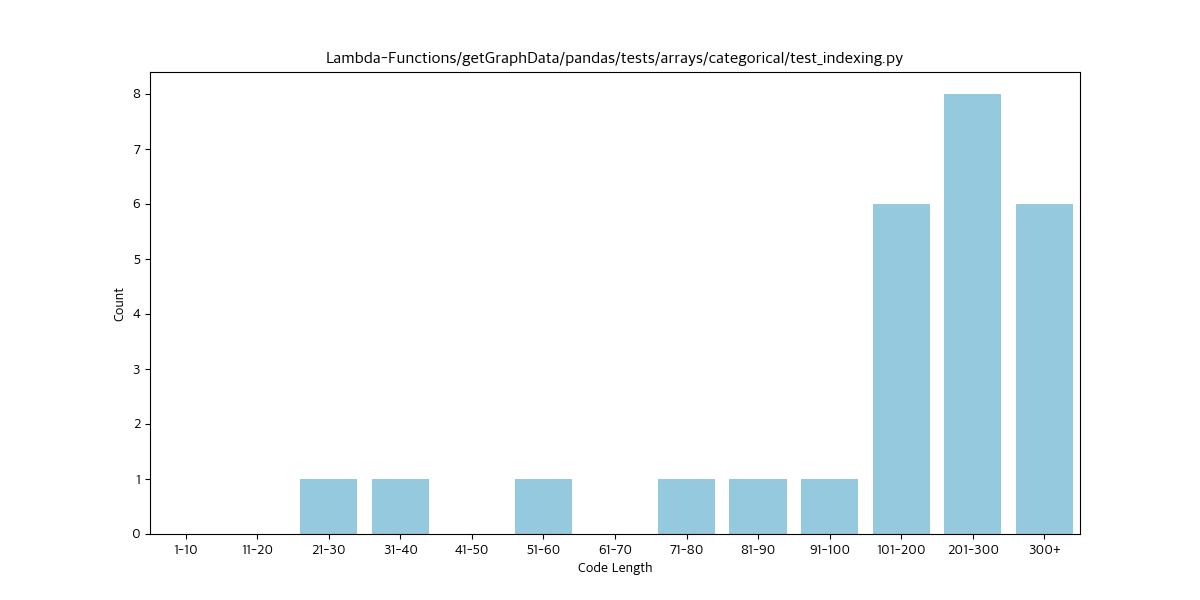 Lambda-Functions/getGraphData/pandas/tests/arrays/categorical/test_indexing.py
8
7
6
5
4
3
2
1
0
Count
1-10 11-20 21-30 31-40 41-50 51-60 61-70 71-80 81-90 91-100 101-200 201-300 300+
Code Length